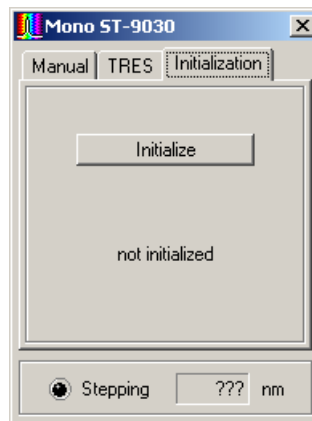 Mono ST-9030
Manual TRES Initialization
Initialize
not initialized
Stepping ??? nm